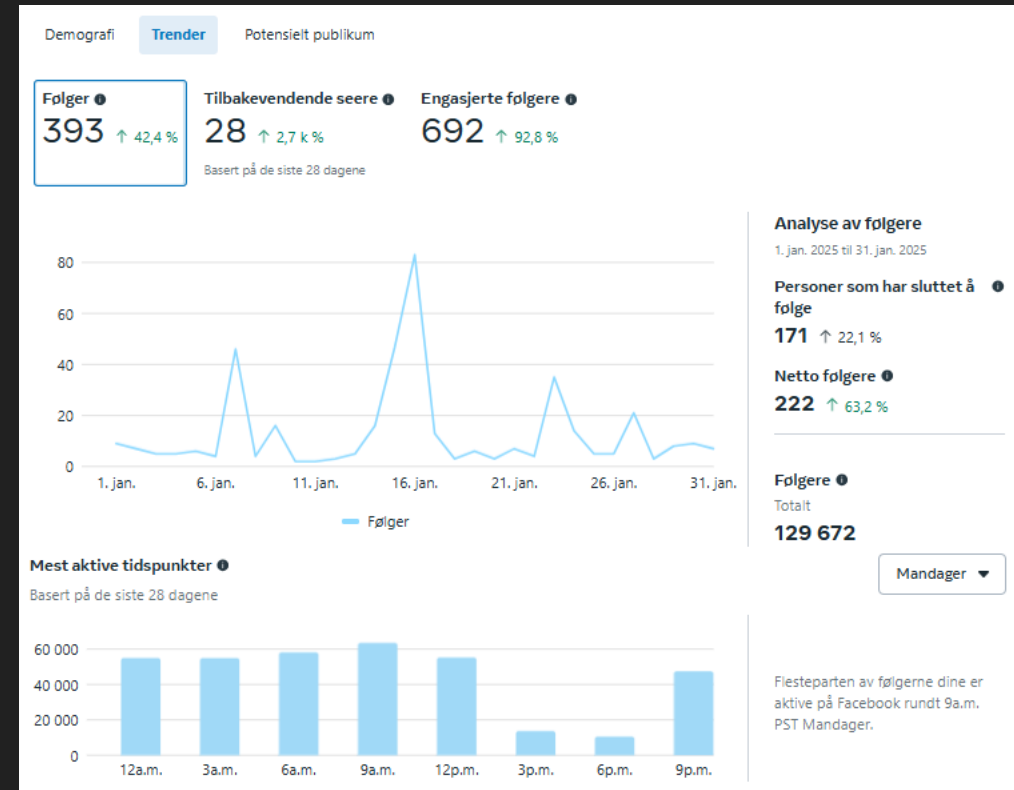 Demografi
Trender
Potensielt publikum
Følger
393 ↑ 42,4 %
Tilbakevendende seere
28 ↑ 2,7 k %
Basert på de siste 28 dagene
Engasjerte følgere
692 ↑ 92,8 %
80
60
40
20
0
1. jan.
6. jan.
11. jan.
16. jan.
21. jan.
26. jan.
31. jan.
Følger
Analyse av følgere
1. jan. 2025 til 31. jan. 2025
Personer som har sluttet å
følge
171 ↑ 22,1 %
Netto følgere
222 ↑ 63,2 %
Følgere
Totalt
129 672
Mest aktive tidspunkter
Basert på de siste 28 dagene
Mandager
60 000
40 000
20 000
0
12a.m.
3a.m.
6a.m.
9a.m.
12p.m.
3p.m.
6p.m.
9p.m.
Flesteparten av følgerne dine er
aktive på Facebook rundt 9a.m.
PST Mandager.